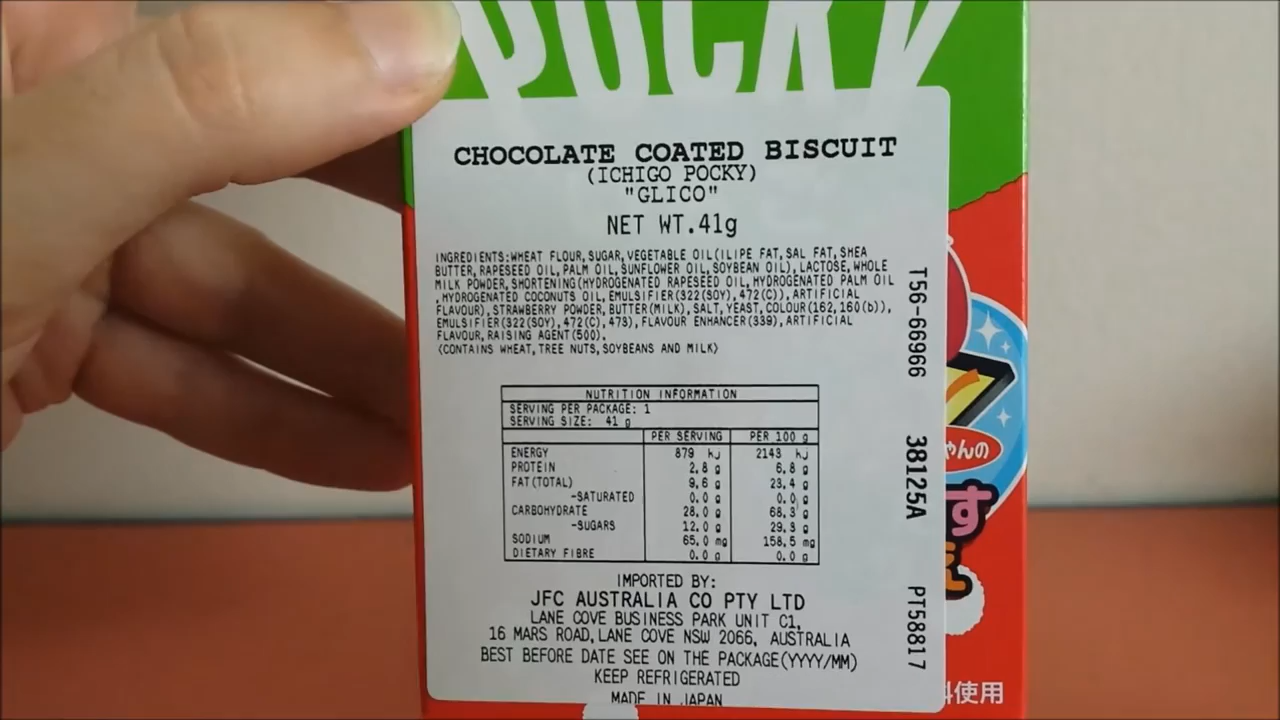 POCKY
CHOCOLATE COATED BISCUIT
(ICHIGO POCKY)
"GLICO"
NET WT.41g
INGREDIENTS:WHEAT FLOUR, SUGAR, VEGETABLE OIL(ILIPE FAT, SAL FAT, SHEA
BUTTER, RAPESEED OIL, PALM OIL, SUNFLOWER OIL, SOYBEAN OIL), LACTOSE, WHOLE
MILK POWDER, SHORTENING(HYDROGENATED RAPESEED OIL, HYDROGENATED PALM OIL
, HYDROGENATED COCONUTS OIL, EMULSIFIER(322(SOY), 472(C)), ARTIFICIAL
FLAVOUR), STRAWBERRY POWDER, BUTTER(MILK), SALT, YEAST, COLOUR(162, 160(b)),
EMULSIFIER(322(SOY), 472(C), 473), FLAVOUR ENHANCER(339), ARTIFICIAL
FLAVOUR, RAISING AGENT(500).
<CONTAINS WHEAT, TREE NUTS, SOYBEANS AND MILK>
NUTRITION INFORMATION
SERVING PER PACKAGE: 1
SERVING SIZE: 41 g
PER SERVING PER 100 g
ENERGY 879 kJ 2143 kJ
PROTEIN 2.8 g 6.8 g
FAT(TOTAL) 9.6 g 23.4 g
-SATURATED 0.0 g 0.0 g
CARBOHYDRATE 28.0 g 68.3 g
-SUGARS 12.0 g 29.3 g
SODIUM 65.0 mg 158.5 mg
DIETARY FIBRE 0.0 g 0.0 g
IMPORTED BY:
JFC AUSTRALIA CO PTY LTD
LANE COVE BUSINESS PARK UNIT C1,
16 MARS ROAD, LANE COVE NSW 2066, AUSTRALIA
BEST BEFORE DATE SEE ON THE PACKAGE(YYYY/MM)
KEEP REFRIGERATED
MADE IN JAPAN
T56-66966 38125A PT58817
ゃんの
す
使用